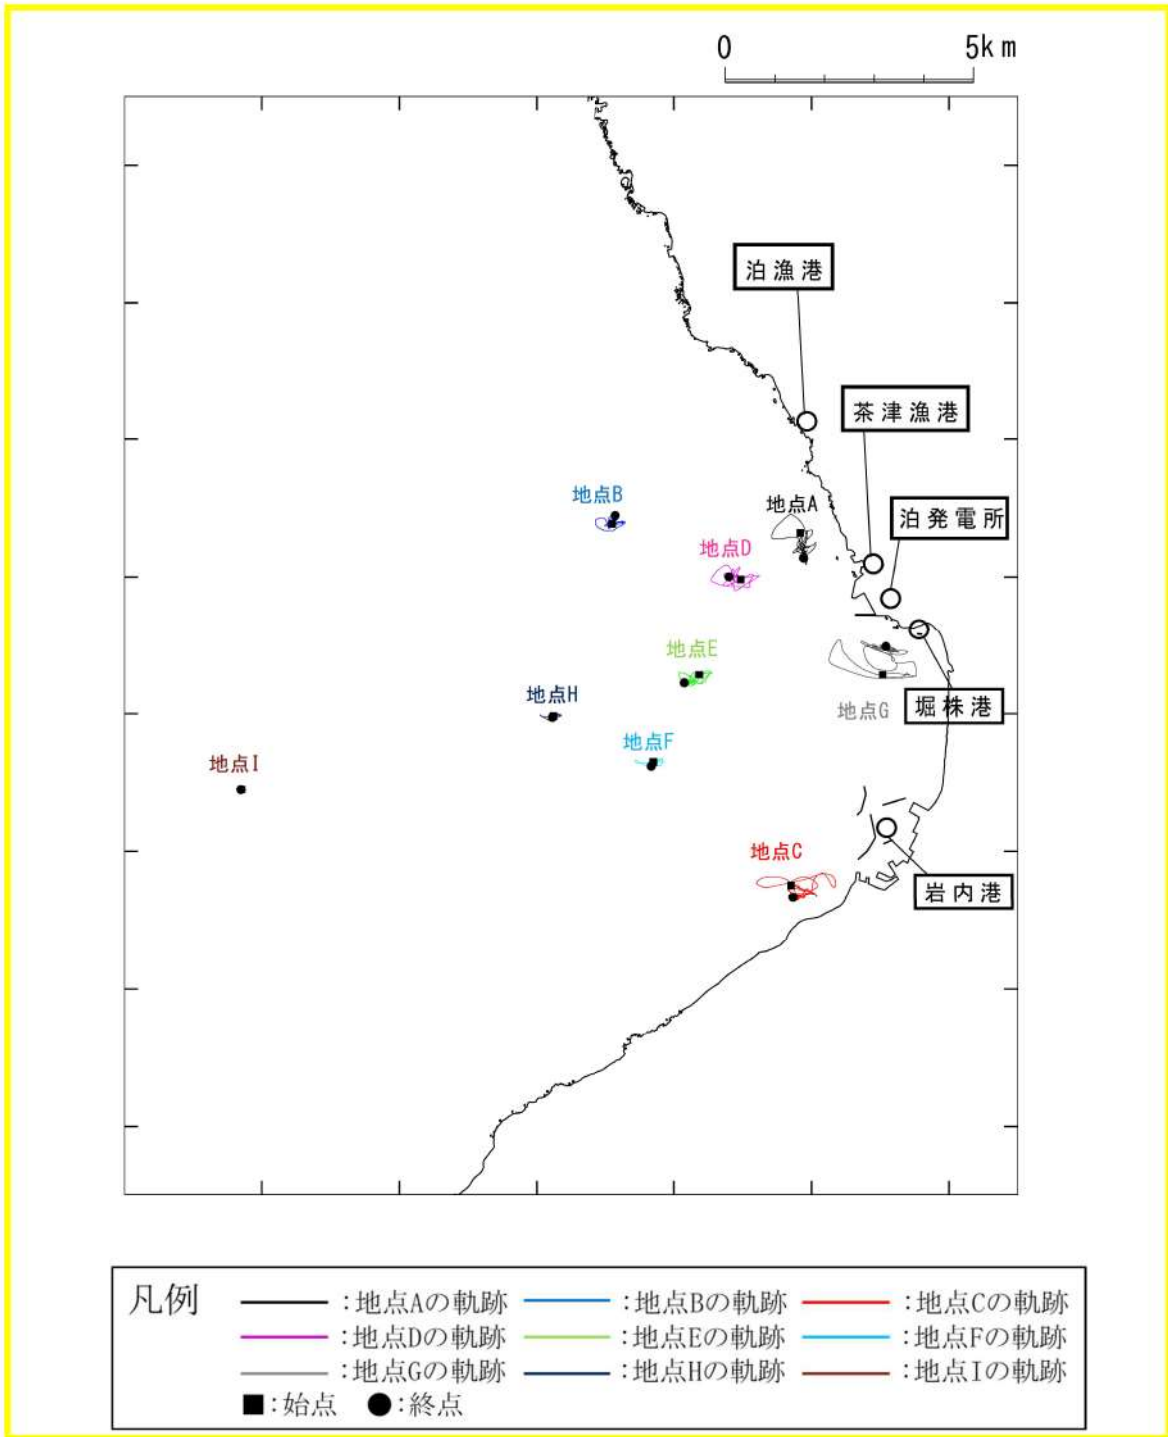 0 5km
泊漁港
茶津漁港
地点B
地点A
泊発電所
地点D
地点E
地点H
堀株港
地点G
地点F
地点I
地点C
岩内港
凡例 :地点Aの軌跡 :地点Bの軌跡 :地点Cの軌跡
:地点Dの軌跡 :地点Eの軌跡 :地点Fの軌跡
:地点Gの軌跡 :地点Hの軌跡 :地点Iの軌跡
■:始点 ●:終点